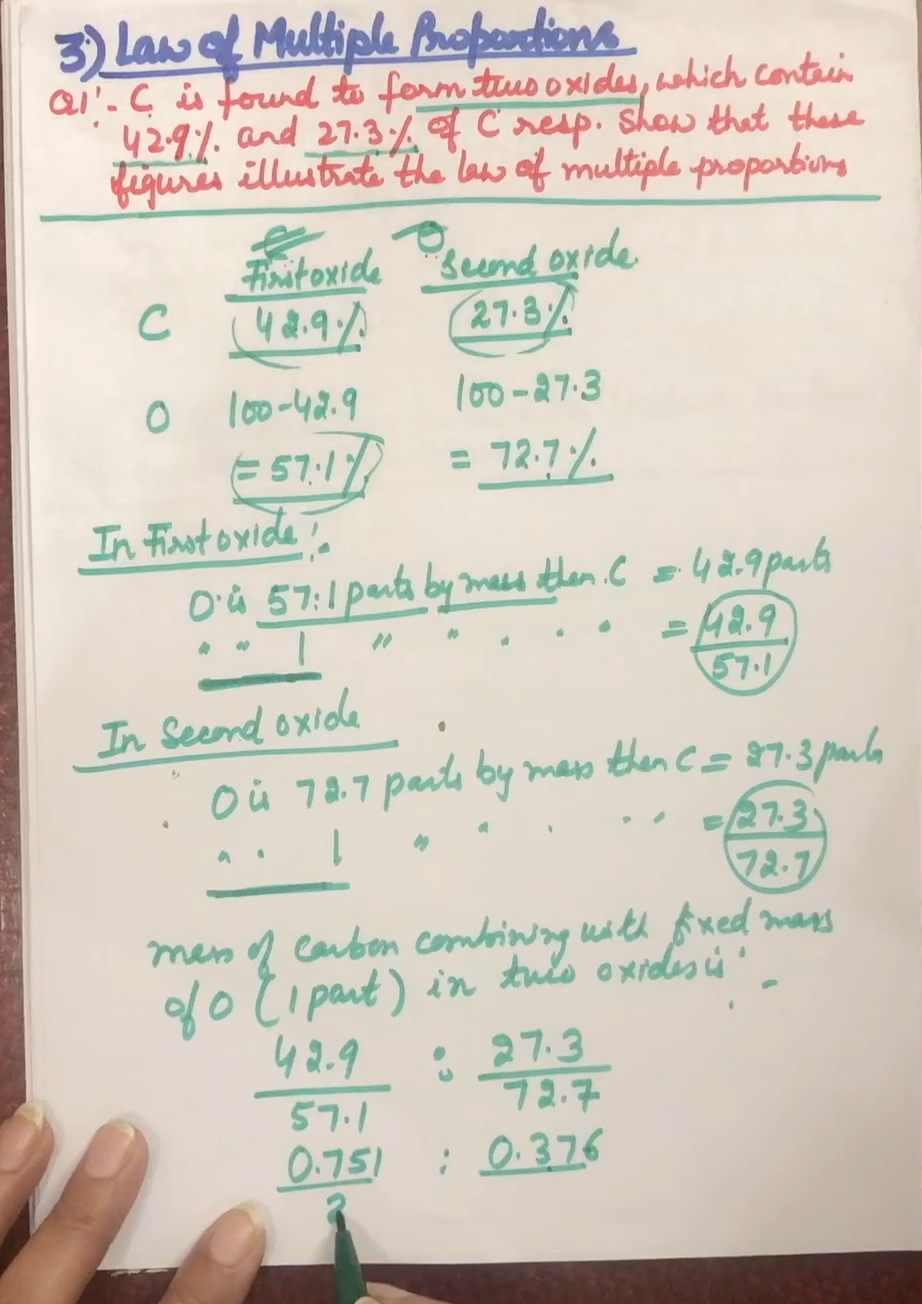 3) Law of Multiple Proportions
Q1:- C is found to form two oxides, which contain
42.9% and 27.3% of C resp. Show that these
figures illustrate the law of multiple proportions
First oxide Second oxide
C 42.9% 27.3%
O 100-42.9 100-27.3
= 57.1% = 72.7%
In First oxide:-
O is 57.1 parts by mass then C = 42.9 parts
" " 1 " " " " " = 42.9/57.1
In Second oxide
O is 72.7 parts by mass then C = 27.3 parts
" " 1 " " " " " = 27.3/72.7
mass of carbon combining with fixed mass
of O (1 part) in two oxides is:-
42.9/57.1 : 27.3/72.7
0.751 : 0.376
2